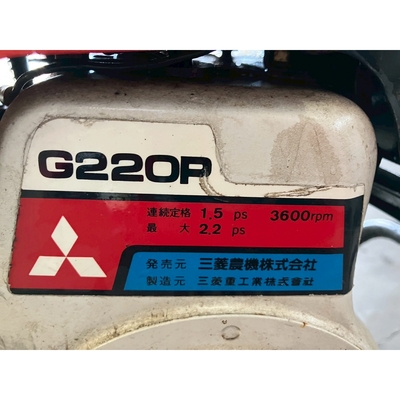 G220P
連続定格 1.5 ps 3600rpm
最大 2.2 ps
発売元 三菱農機株式会社
製造元 三菱重工業株式会社